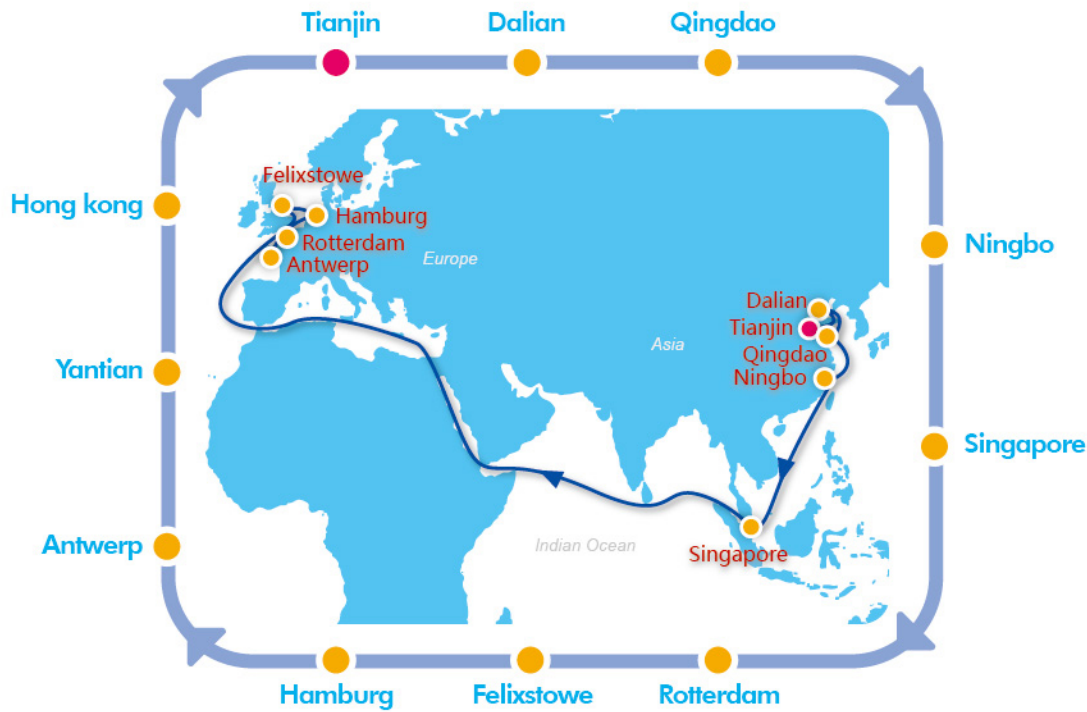 Tianjin
Dalian
Qingdao
Hong kong
Yantian
Antwerp
Ningbo
Singapore
Hamburg
Felixstowe
Rotterdam
Felixstowe
Hamburg
Rotterdam
Antwerp
Europe
Asia
Dalian
Tianjin
Qingdao
Ningbo
Singapore
Indian Ocean